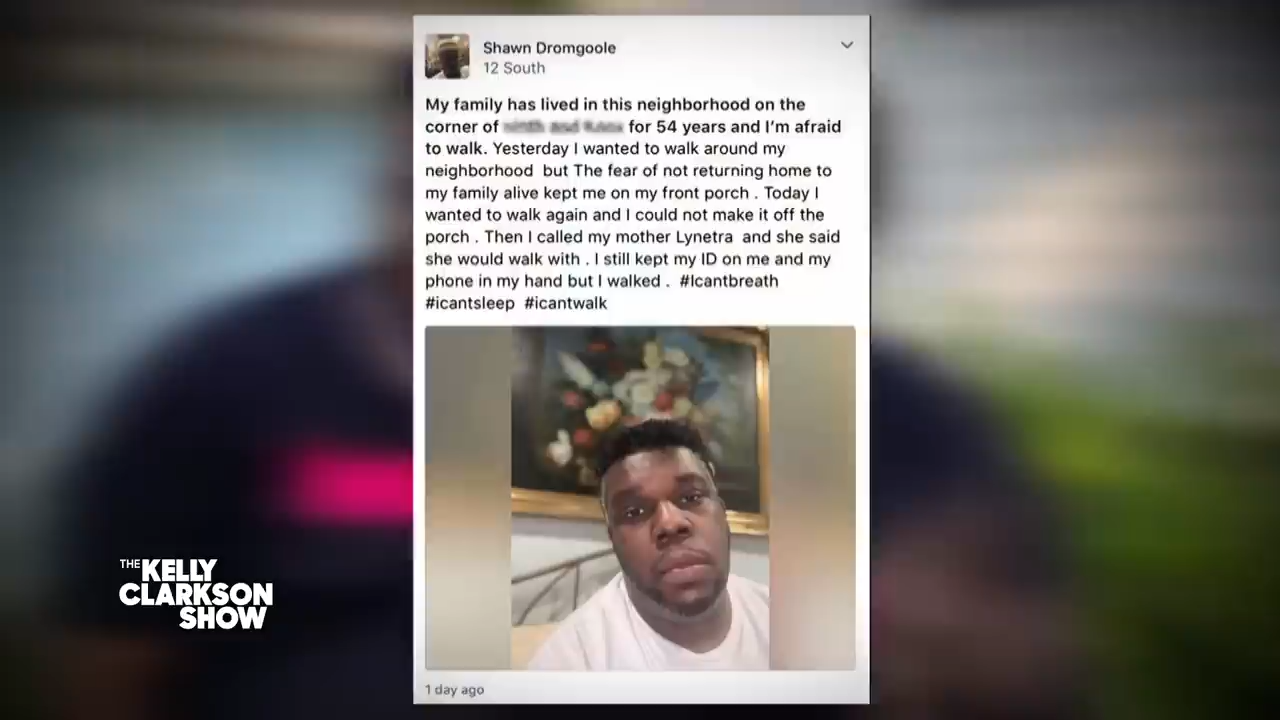 Shawn Dromgoole
12 South
My family has lived in this neighborhood on the
corner of for 54 years and I'm afraid
to walk. Yesterday I wanted to walk around my
neighborhood but The fear of not returning home to
my family alive kept me on my front porch . Today I
wanted to walk again and I could not make it off the
porch . Then I called my mother Lynetra and she said
she would walk with . I still kept my ID on me and my
phone in my hand but I walked . #Icantbreath
#icantsleep #icantwalk
1 day ago
THE KELLY
CLARKSON
SHOW